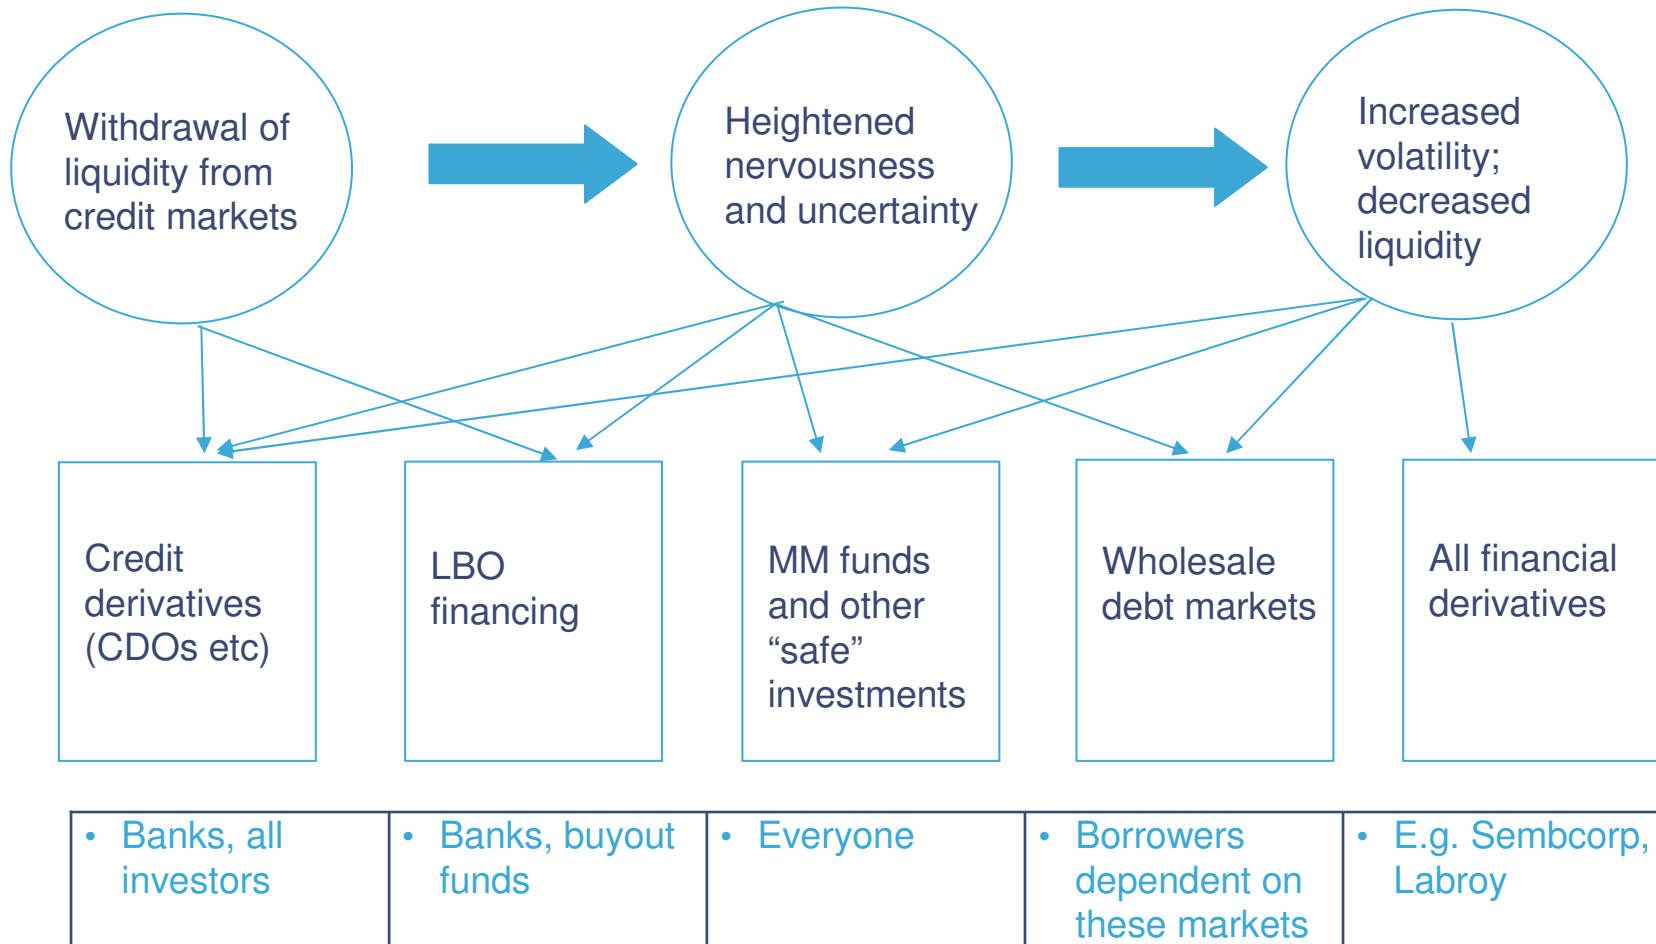 Withdrawal of
liquidity from
credit markets
Heightened
nervousness
and uncertainty
Increased
volatility;
decreased
liquidity
Credit
derivatives
(CDOs etc)
LBO
financing
MM funds
and other
“safe”
investments
Wholesale
debt markets
All financial
derivatives
• Banks, all
investors
• Banks, buyout
funds
• Everyone
• Borrowers
dependent on
these markets
• E.g. Sembcorp,
Labroy